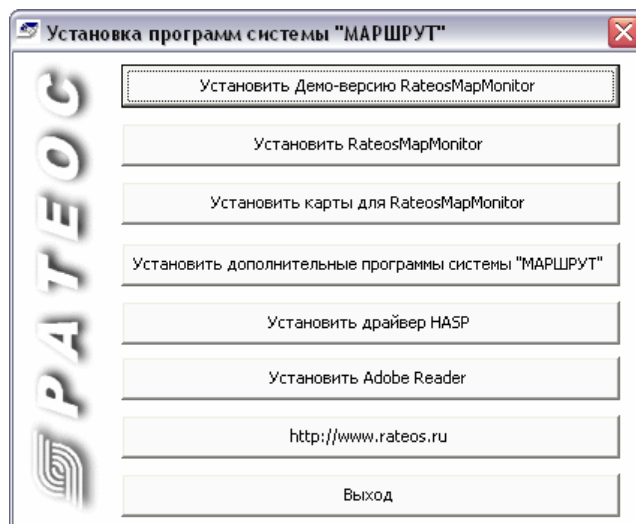 Установка программ системы "МАРШРУТ"
РАТЕОС
Установить Демо-версию RateosMapMonitor
Установить RateosMapMonitor
Установить карты для RateosMapMonitor
Установить дополнительные программы системы "МАРШРУТ"
Установить драйвер HASP
Установить Adobe Reader
http://www.rateos.ru
Выход